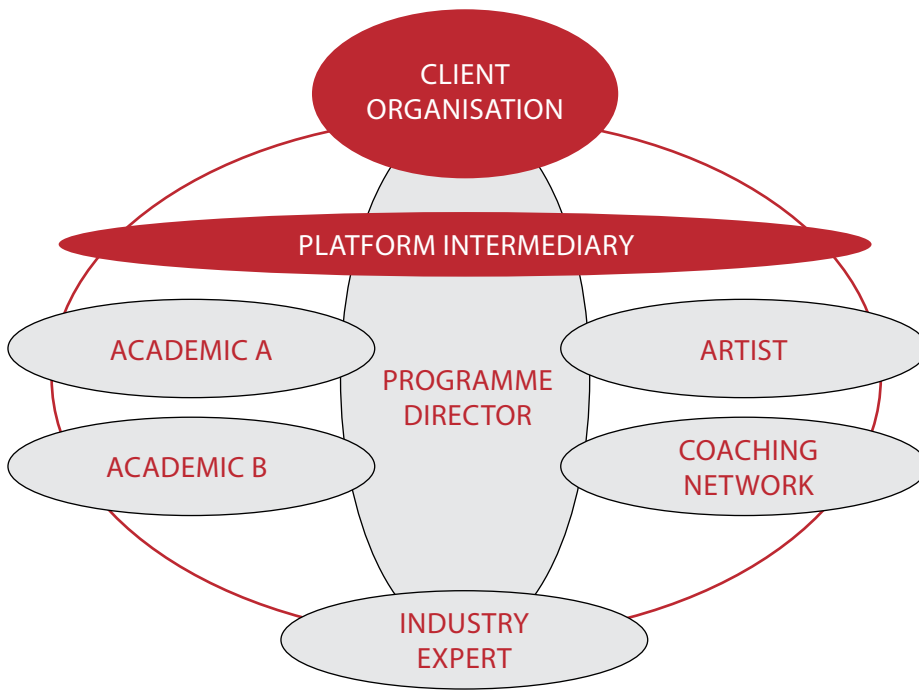 CLIENT
ORGANISATION
PLATFORM INTERMEDIARY
ACADEMIC A
ARTIST
PROGRAMME
DIRECTOR
ACADEMIC B
COACHING
NETWORK
INDUSTRY
EXPERT